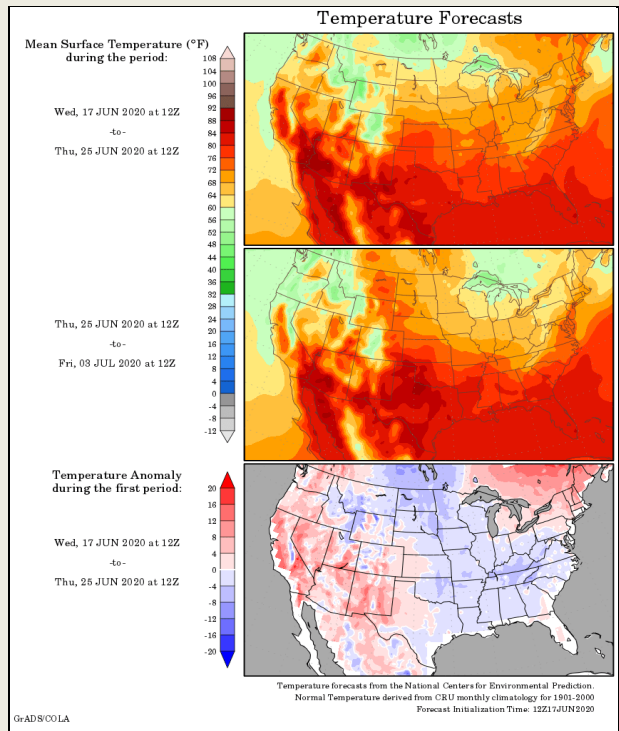 Temperature Forecasts
Mean Surface Temperature (°F)
during the period:
Wed, 17 JUN 2020 at 12Z
-to-
Thu, 25 JUN 2020 at 12Z
108
104
100
96
92
88
84
80
76
72
68
64
60
56
52
48
44
40
36
32
28
24
20
16
12
8
4
0
-4
-8
-12
Thu, 25 JUN 2020 at 12Z
-to-
Fri, 03 JUL 2020 at 12Z
Temperature Anomaly
during the first period:
Wed, 17 JUN 2020 at 12Z
-to-
Thu, 25 JUN 2020 at 12Z
20
16
12
8
4
0
-4
-8
-12
-16
-20
Temperature forecasts from the National Centers for Environmental Prediction.
Normal Temperature derived from CRU monthly climatology for 1901-2000
Forecast Initialization Time: 12Z17JUN2020
GrADS/COLA